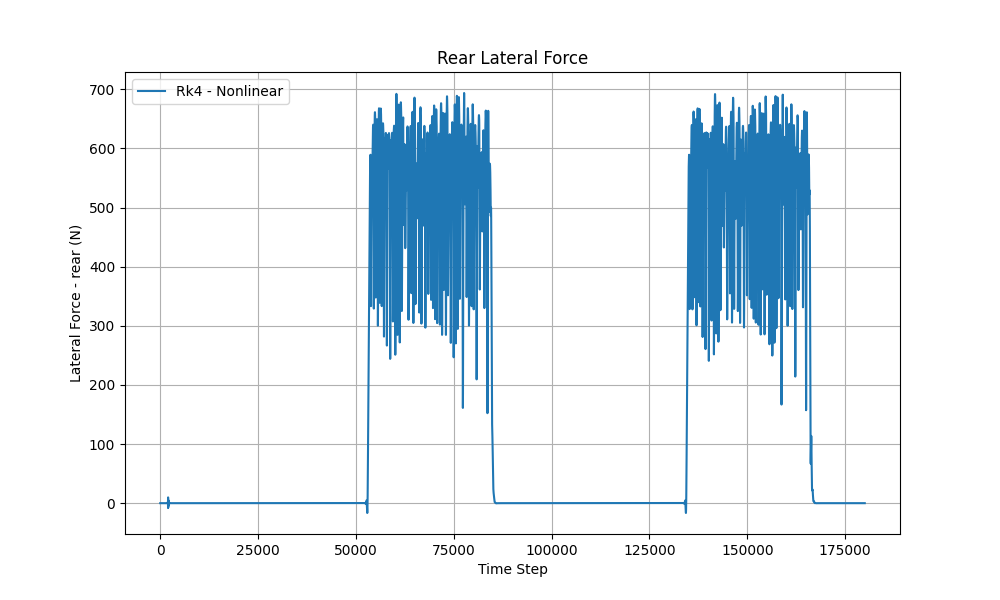 Rear Lateral Force
Rk4 - Nonlinear
Lateral Force - rear (N)
700
600
500
400
300
200
100
0
0 25000 50000 75000 100000 125000 150000 175000
Time Step